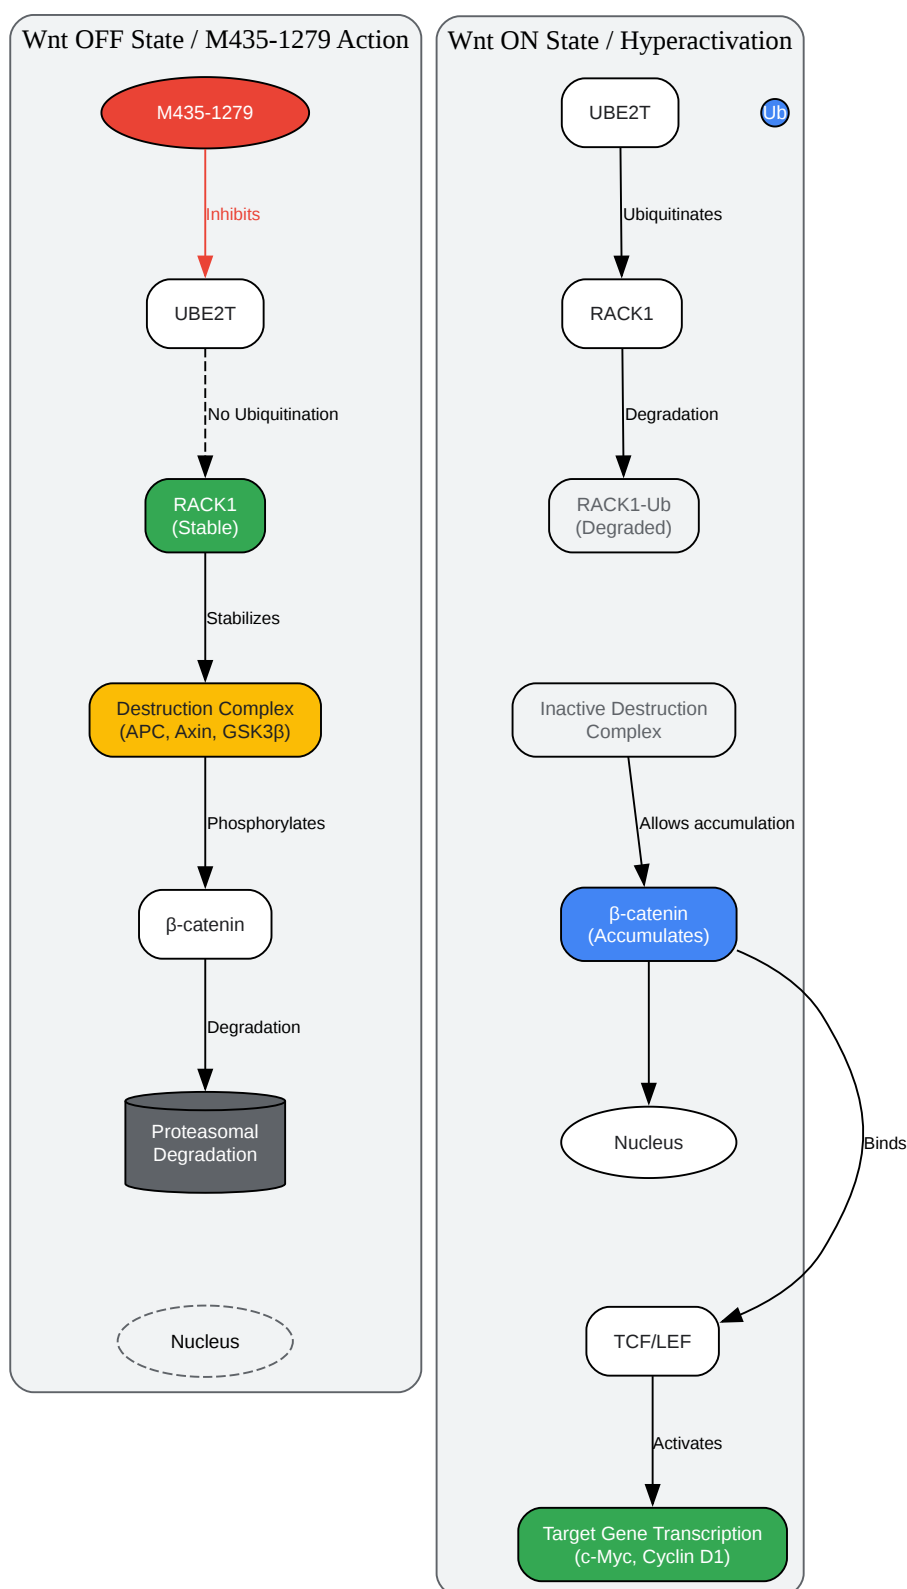 Wnt OFF State / M435-1279 Action
M435-1279
Inhibits
UBE2T
No Ubiquitination
RACK1
(Stable)
Stabilizes
Destruction Complex
(APC, Axin, GSK3β)
Phosphorylates
β-catenin
Degradation
Proteasomal
Degradation
Nucleus
Wnt ON State / Hyperactivation
UBE2T
Ub
Ubiquitinates
RACK1
Degradation
RACK1-Ub
(Degraded)
Inactive Destruction
Complex
Allows accumulation
β-catenin
(Accumulates)
Nucleus
Binds
TCF/LEF
Activates
Target Gene Transcription
(c-Myc, Cyclin D1)